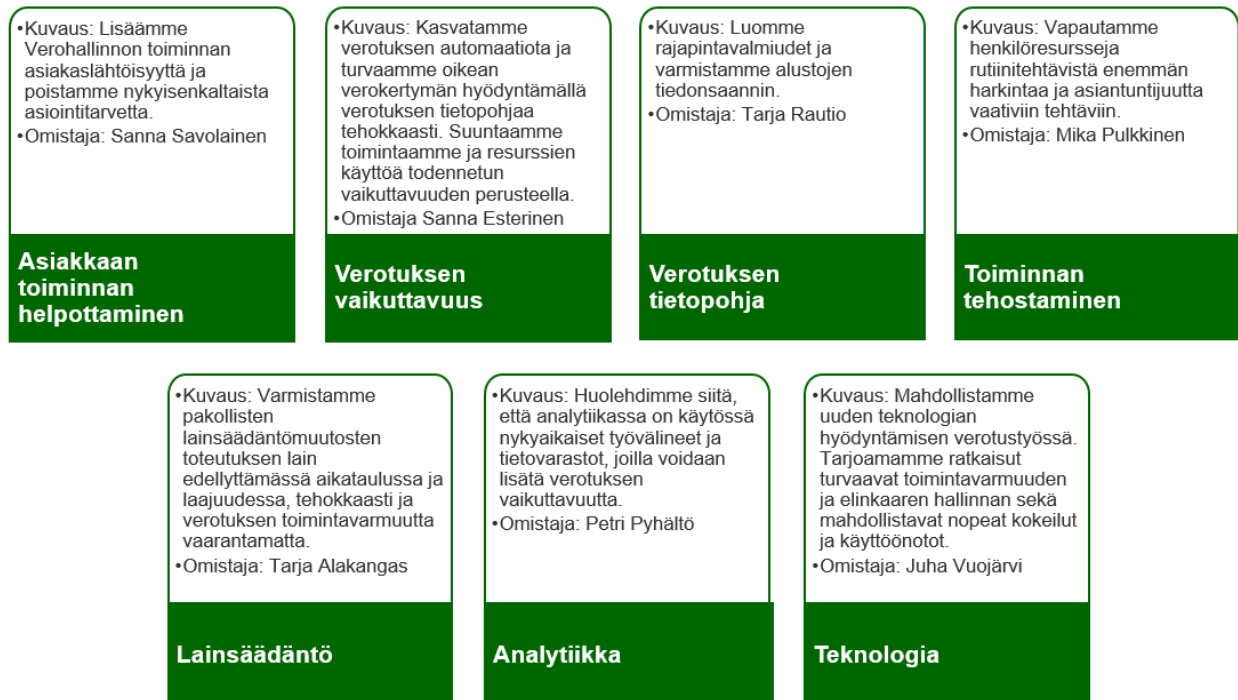 •Kuvaus: Lisäämme
Verohallinnon toiminnan
asiakaslähtöisyyttä ja
poistamme nykyisenkaltaista
asiointitarvetta.
•Omistaja: Sanna Savolainen
Asiakkaan
toiminnan
helpottaminen
•Kuvaus: Kasvatamme
verotuksen automaatiota ja
turvaamme oikean
verokertymän hyödyntämällä
verotuksen tietopohjaa
tehokkaasti. Suuntaamme
toimintaamme ja resurssien
käyttöä todennetun
vaikuttavuuden perusteella.
•Omistaja Sanna Esterinen
Verotuksen
vaikuttavuus
•Kuvaus: Luomme
rajapintavalmiudet ja
varmistamme alustojen
tiedonsaannin.
•Omistaja: Tarja Rautio
Verotuksen
tietopohja
•Kuvaus: Vapautamme
henkilöresursseja
rutiinitehtävistä enemmän
harkintaa ja asiantuntijuutta
vaativiin tehtäviin.
•Omistaja: Mika Pulkkinen
Toiminnan
tehostaminen
•Kuvaus: Varmistamme
pakollisten
lainsäädäntömuutosten
toteutuksen lain
edellyttämässä aikataulussa ja
laajuudessa, tehokkaasti ja
verotuksen toimintavarmuutta
vaarantamatta.
•Omistaja: Tarja Alakangas
Lainsäädäntö
•Kuvaus: Huolehdimme siitä,
että analytiikassa on käytössä
nykyaikaiset työvälineet ja
tietovarastot, joilla voidaan
lisätä verotuksen
vaikuttavuutta.
•Omistaja: Petri Pyhältö
Analytiikka
•Kuvaus: Mahdollistamme
uuden teknologian
hyödyntämisen verotustyössä.
Tarjoamamme ratkaisut
turvaavat toimintavarmuuden
ja elinkaaren hallinnan sekä
mahdollistavat nopeat kokeilut
ja käyttöönotot.
•Omistaja: Juha Vuojärvi
Teknologia